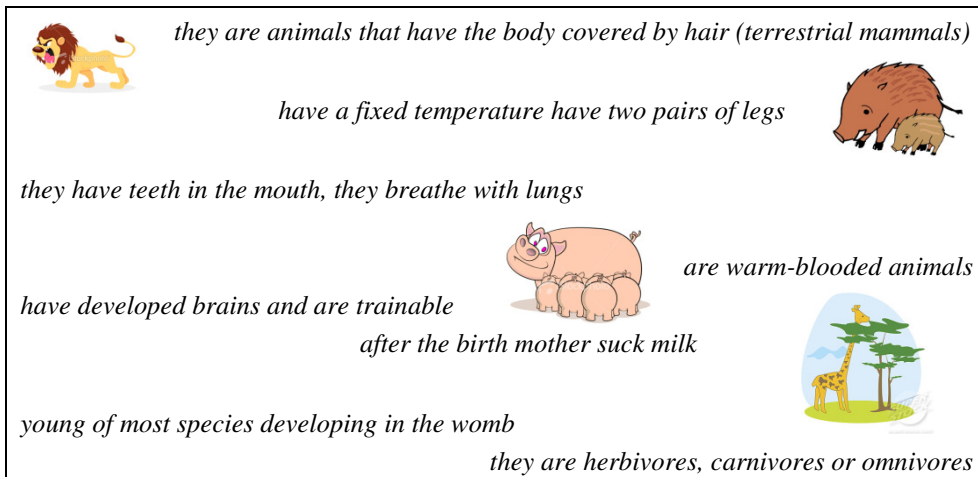 they are animals that have the body covered by hair (terrestrial mammals)
have a fixed temperature have two pairs of legs
they have teeth in the mouth, they breathe with lungs
are warm-blooded animals
have developed brains and are trainable
after the birth mother suck milk
young of most species developing in the womb
they are herbivores, carnivores or omnivores